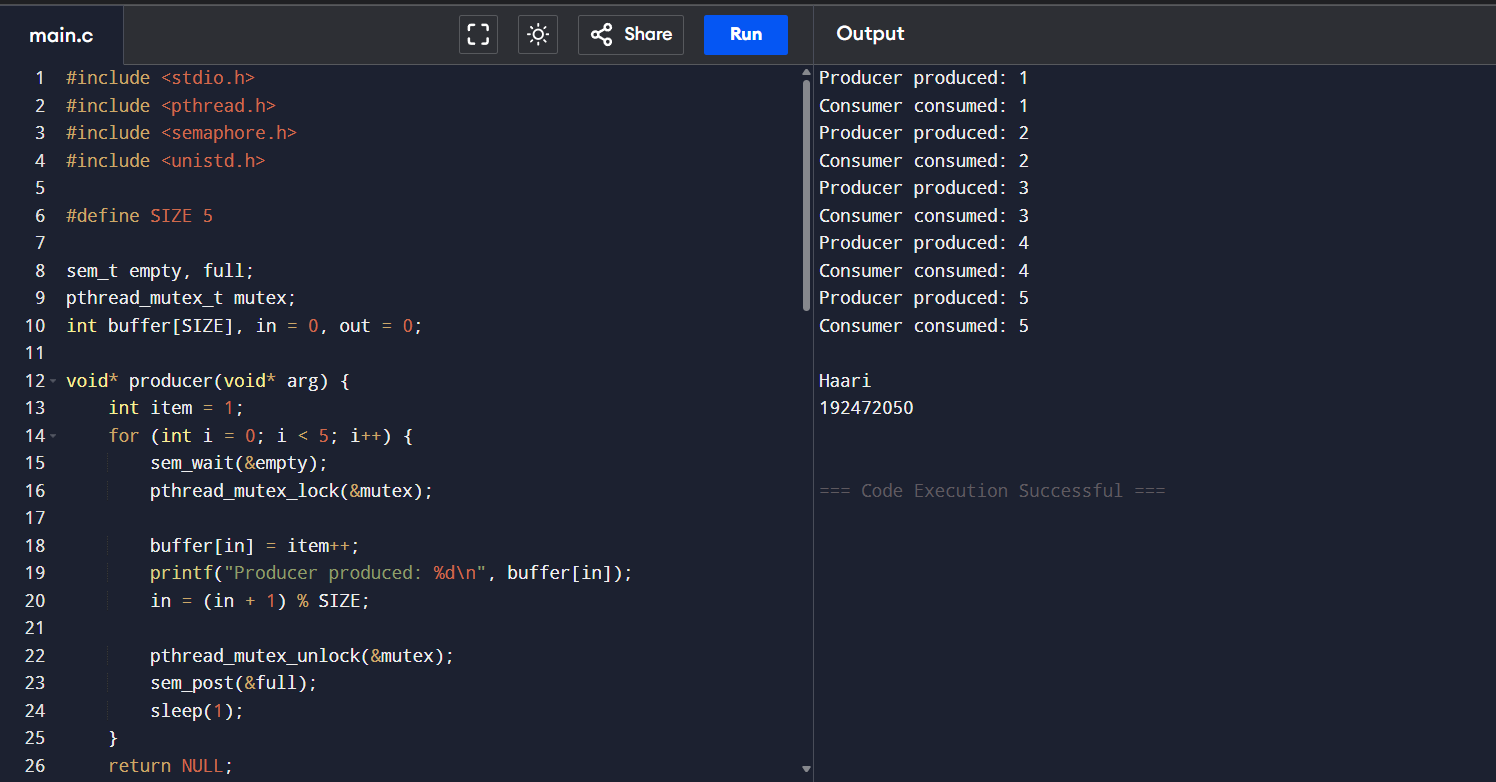 main.c
Share
Run
Output
1 #include <stdio.h>
2 #include <pthread.h>
3 #include <semaphore.h>
4 #include <unistd.h>
5
6 #define SIZE 5
7
8 sem_t empty, full;
9 pthread_mutex_t mutex;
10 int buffer[SIZE], in = 0, out = 0;
11
12 void* producer(void* arg) {
13     int item = 1;
14     for (int i = 0; i < 5; i++) {
15         sem_wait(&empty);
16         pthread_mutex_lock(&mutex);
17
18         buffer[in] = item++;
19         printf("Producer produced: %d\n", buffer[in]);
20         in = (in + 1) % SIZE;
21
22         pthread_mutex_unlock(&mutex);
23         sem_post(&full);
24         sleep(1);
25     }
26     return NULL;
Producer produced: 1
Consumer consumed: 1
Producer produced: 2
Consumer consumed: 2
Producer produced: 3
Consumer consumed: 3
Producer produced: 4
Consumer consumed: 4
Producer produced: 5
Consumer consumed: 5
Haari
192472050
=== Code Execution Successful ===